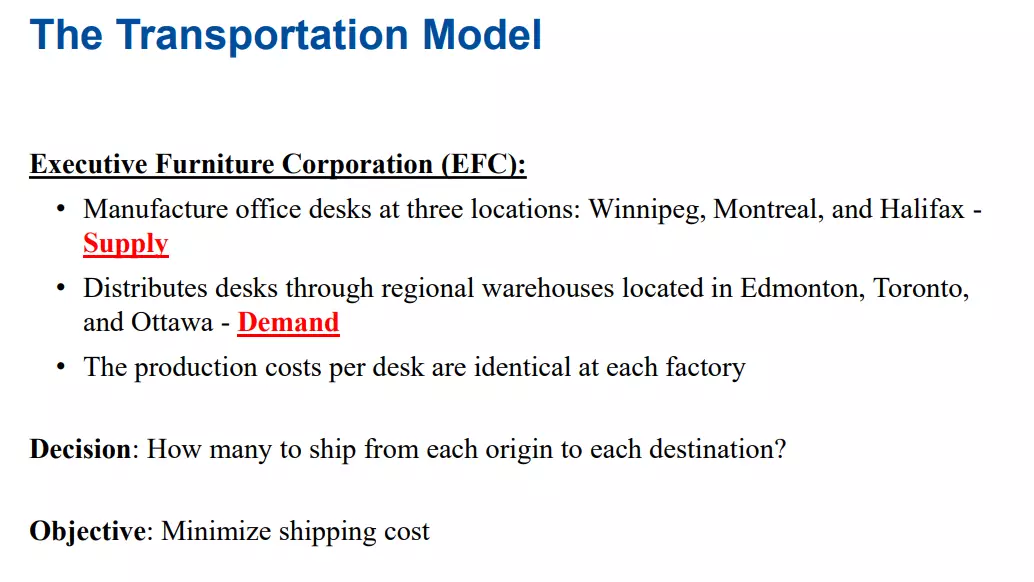 The Transportation Model
Executive Furniture Corporation (EFC):
• Manufacture office desks at three locations: Winnipeg, Montreal, and Halifax -
Supply
• Distributes desks through regional warehouses located in Edmonton, Toronto,
and Ottawa - Demand
• The production costs per desk are identical at each factory
Decision: How many to ship from each origin to each destination?
Objective: Minimize shipping cost